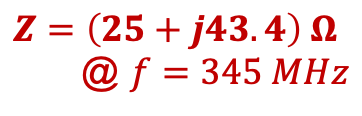 Z = (25 + j43.4) Ω
@ f = 345 MHz